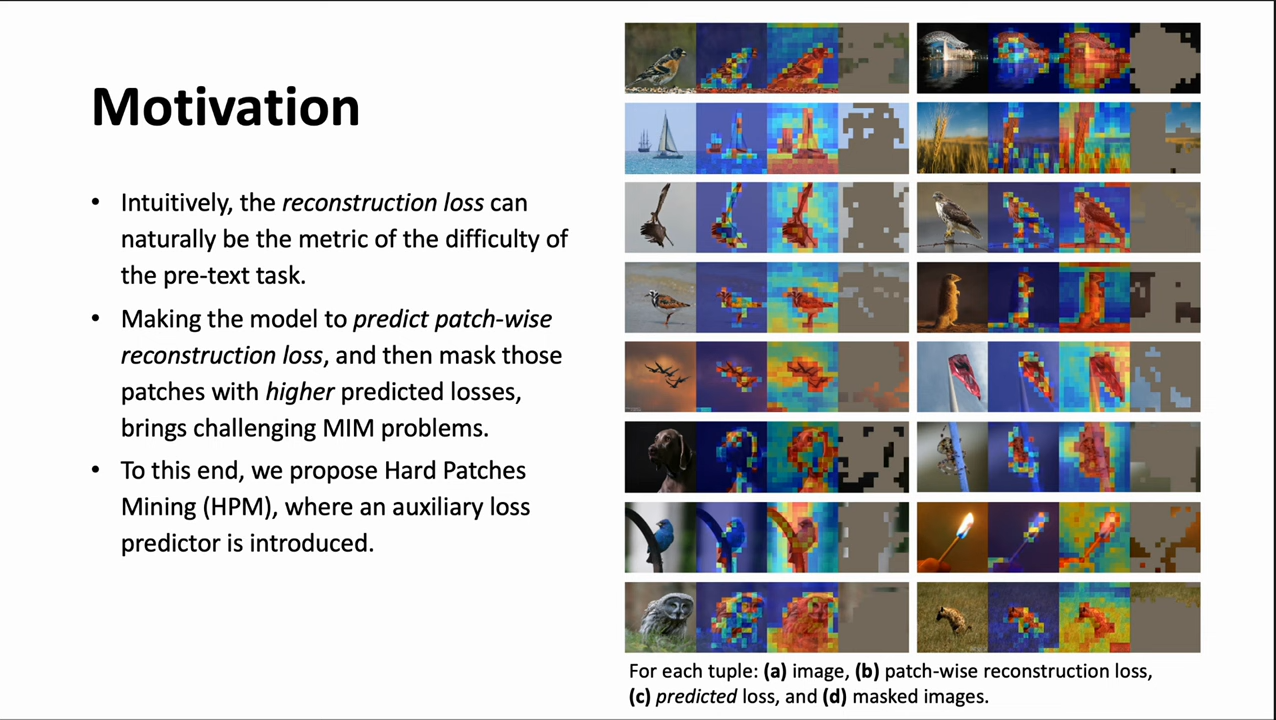 Motivation
• Intuitively, the reconstruction loss can
naturally be the metric of the difficulty of
the pre-text task.
• Making the model to predict patch-wise
reconstruction loss, and then mask those
patches with higher predicted losses,
brings challenging MIM problems.
• To this end, we propose Hard Patches
Mining (HPM), where an auxiliary loss
predictor is introduced.
For each tuple: (a) image, (b) patch-wise reconstruction loss,
(c) predicted loss, and (d) masked images.